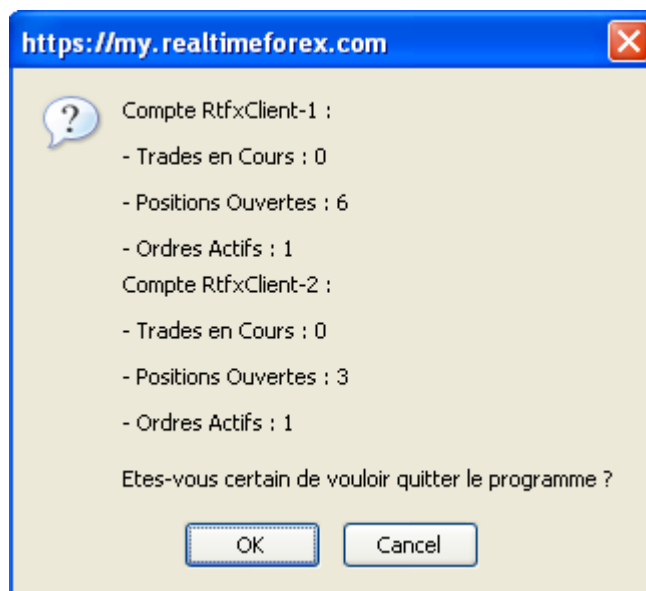 https://my.realtimeforex.com
Compte RtfxClient-1 :
- Trades en Cours : 0
- Positions Ouvertes : 6
- Ordres Actifs : 1
Compte RtfxClient-2 :
- Trades en Cours : 0
- Positions Ouvertes : 3
- Ordres Actifs : 1
Etes-vous certain de vouloir quitter le programme ?
OK
Cancel